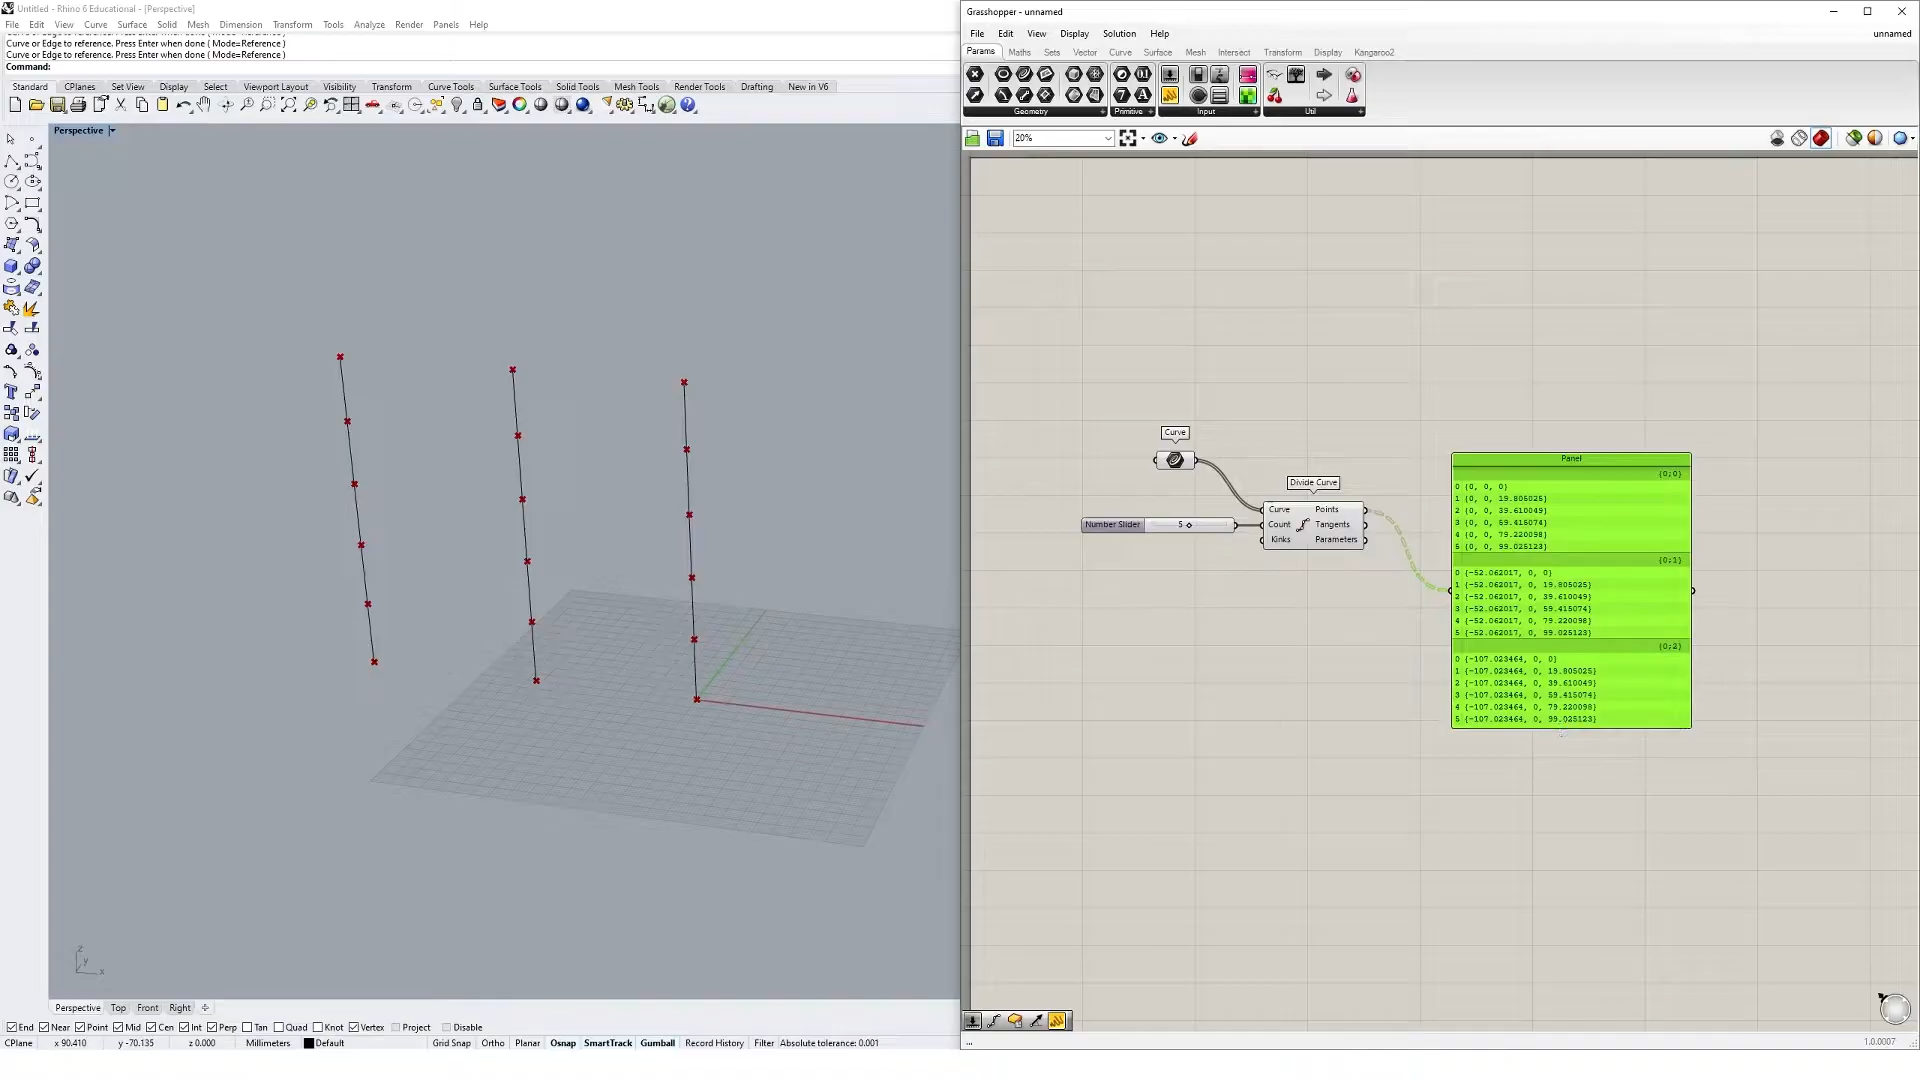 Untitled - Rhino 6 Educational - [Perspective]
File Edit View Curve Surface Solid Mesh Dimension Transform Tools Analyze Render Panels Help
Curve or Edge to reference. Press Enter when done ( Mode=Reference )
Curve or Edge to reference. Press Enter when done ( Mode=Reference )
Command:
Standard CPlanes Set View Display Select Viewport Layout Visibility Transform Curve Tools Surface Tools Solid Tools Mesh Tools Render Tools Drafting New in V6
Perspective
z
y
x
Perspective Top Front Right
End Near Point Mid Cen Int Perp Tan Quad Knot Vertex Project Disable
CPlane x 90.410 y -70.135 z 0.000 Millimeters Default Grid Snap Ortho Planar Osnap SmartTrack Gumball Record History Filter Absolute tolerance: 0.001
Grasshopper - unnamed
File Edit View Display Solution Help unnamed
Params Maths Sets Vector Curve Surface Mesh Intersect Transform Display Kangaroo2
Geometry Primitive Input Util
20%
Curve
Divide Curve
Number Slider 5
Curve Points
Count Tangents
Kinks Parameters
Panel
{0;0}
0 {0, 0, 0}
1 {0, 0, 19.805025}
2 {0, 0, 39.610049}
3 {0, 0, 59.415074}
4 {0, 0, 79.220098}
5 {0, 0, 99.025123}
{0;1}
0 {-52.062017, 0, 0}
1 {-52.062017, 0, 19.805025}
2 {-52.062017, 0, 39.610049}
3 {-52.062017, 0, 59.415074}
4 {-52.062017, 0, 79.220098}
5 {-52.062017, 0, 99.025123}
{0;2}
0 {-107.023464, 0, 0}
1 {-107.023464, 0, 19.805025}
2 {-107.023464, 0, 39.610049}
3 {-107.023464, 0, 59.415074}
4 {-107.023464, 0, 79.220098}
5 {-107.023464, 0, 99.025123}
...
1.0.0007